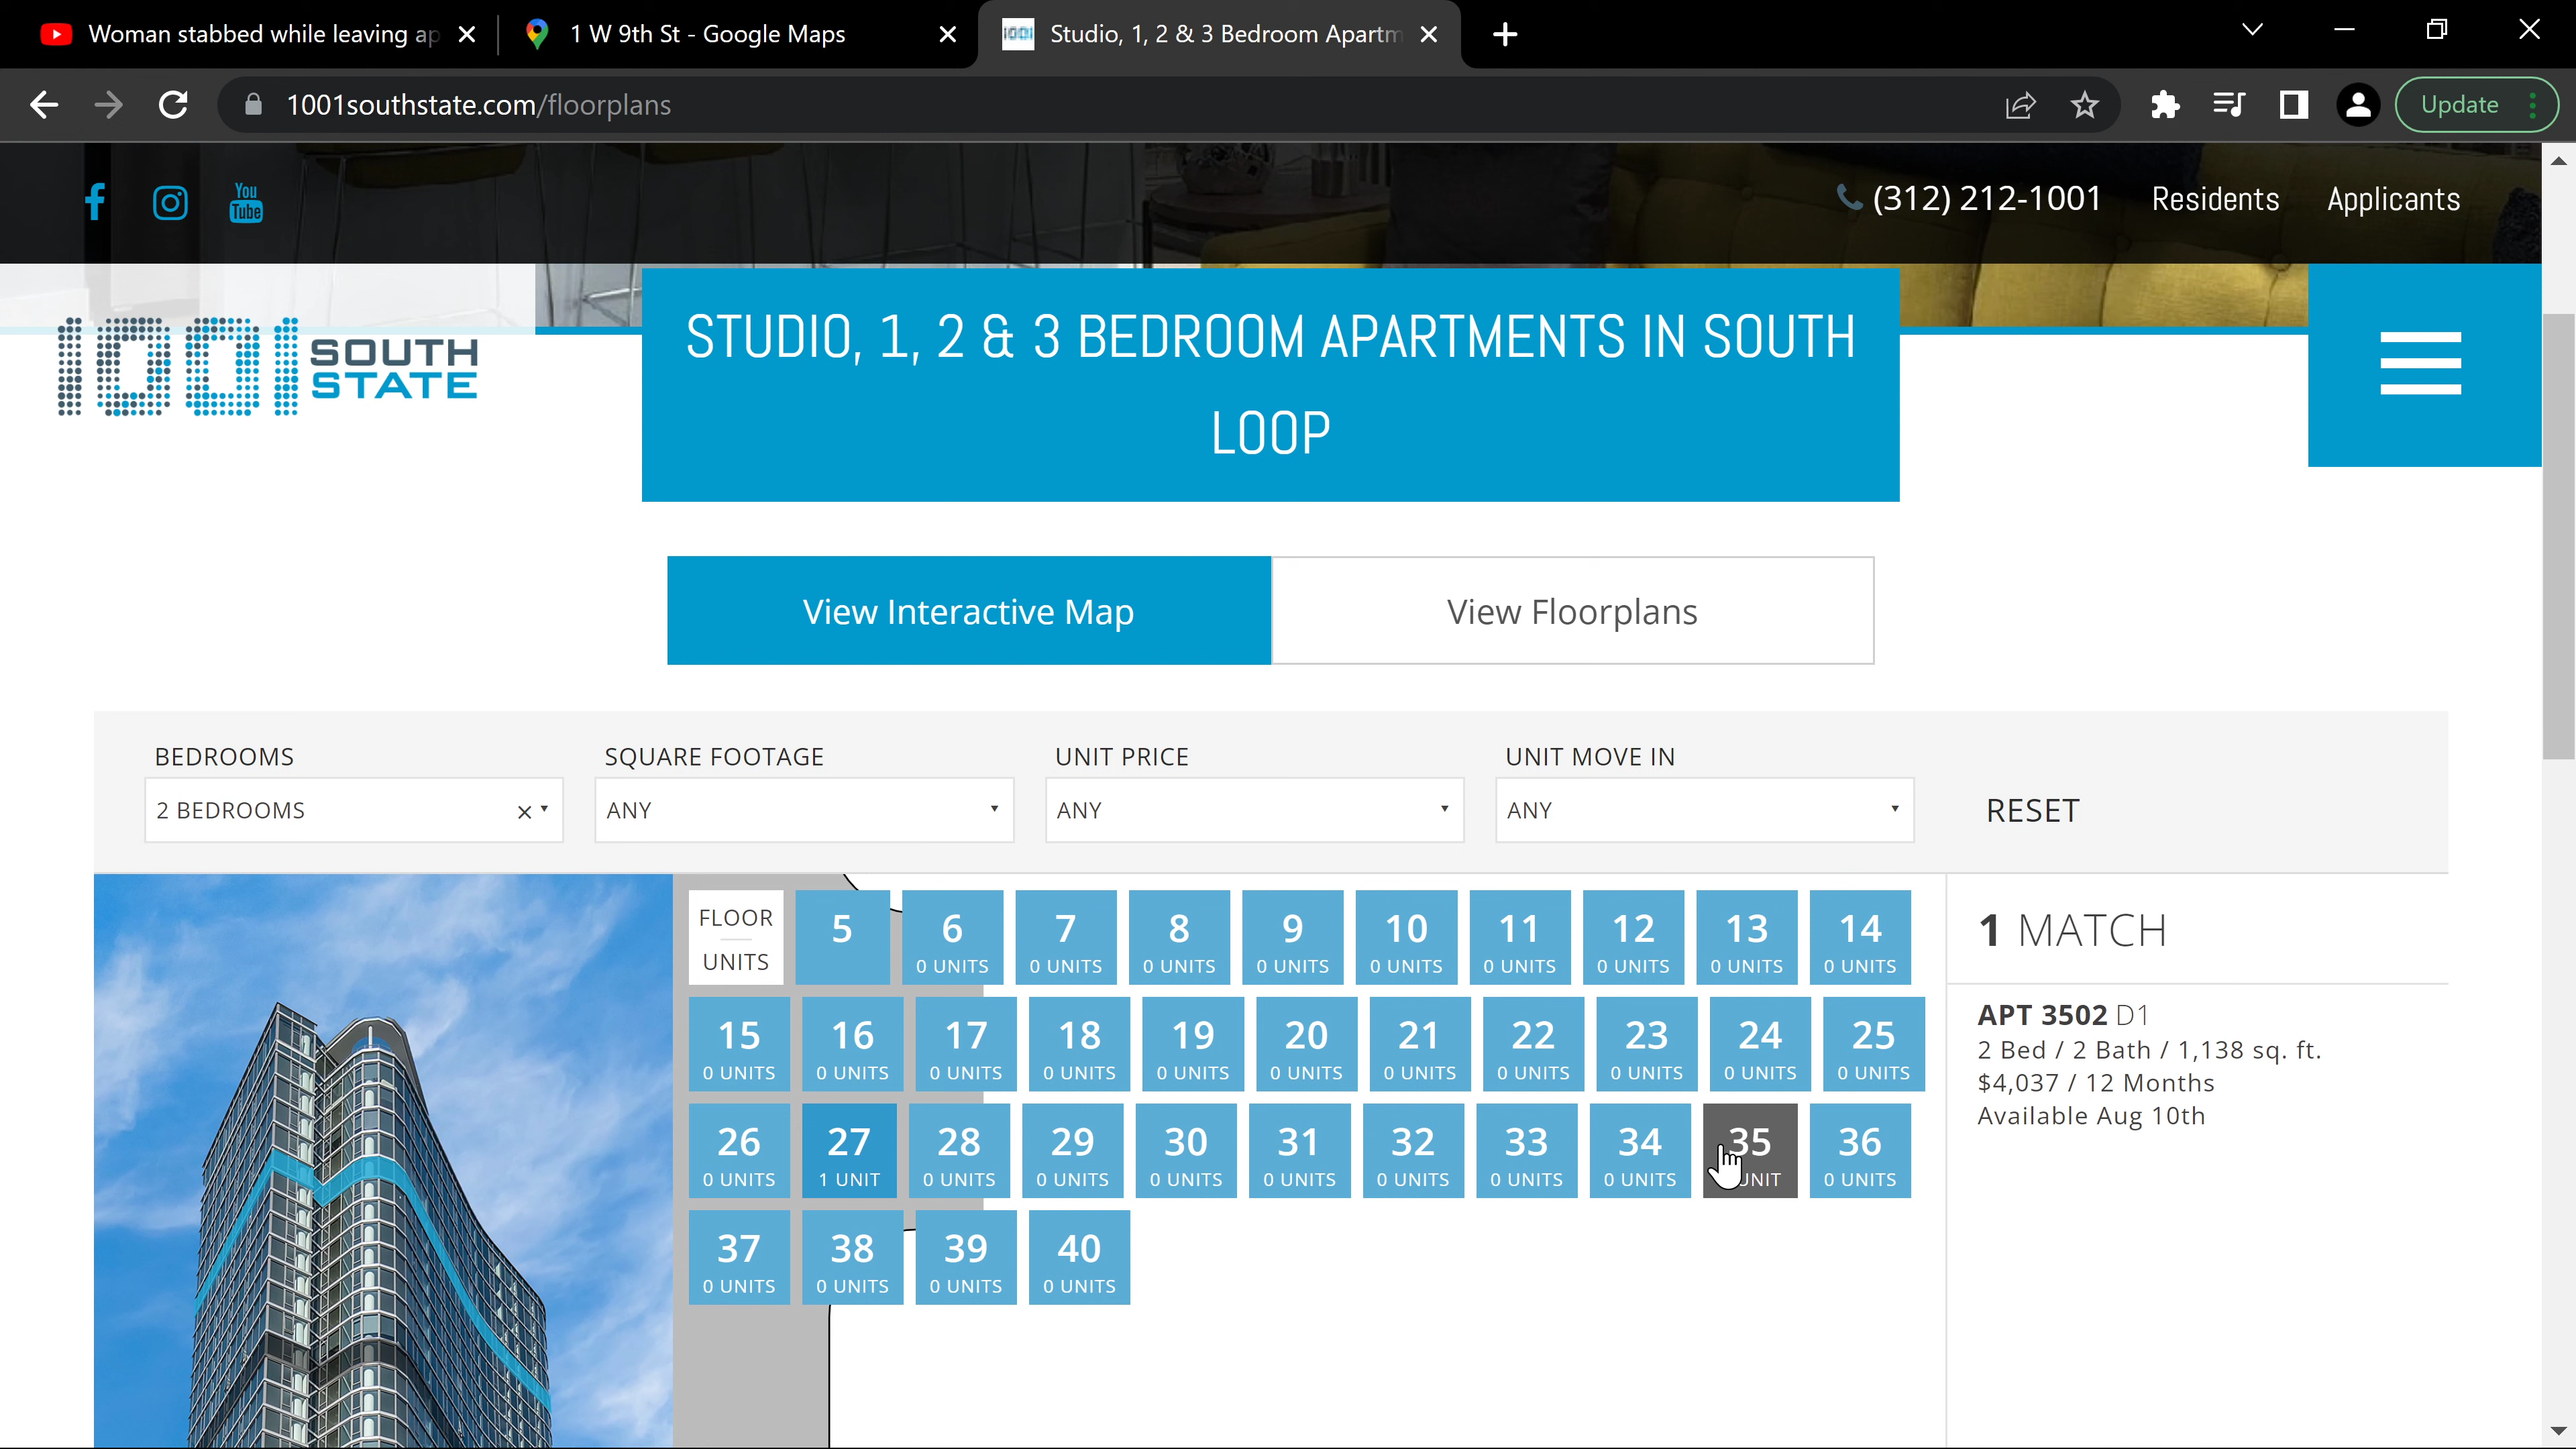 Woman stabbed while leaving ap
1 W 9th St - Google Maps
1001
Studio, 1, 2 & 3 Bedroom Apartm
1001southstate.com/floorplans
Update
You
Tube
(312) 212-1001
Residents
Applicants
1001 SOUTH
STATE
STUDIO, 1, 2 & 3 BEDROOM APARTMENTS IN SOUTH
LOOP
View Interactive Map
View Floorplans
BEDROOMS
SQUARE FOOTAGE
UNIT PRICE
UNIT MOVE IN
2 BEDROOMS
ANY
ANY
ANY
RESET
FLOOR
UNITS
5
6
0 UNITS
7
0 UNITS
8
0 UNITS
9
0 UNITS
10
0 UNITS
11
0 UNITS
12
0 UNITS
13
0 UNITS
14
0 UNITS
15
0 UNITS
16
0 UNITS
17
0 UNITS
18
0 UNITS
19
0 UNITS
20
0 UNITS
21
0 UNITS
22
0 UNITS
23
0 UNITS
24
0 UNITS
25
0 UNITS
26
0 UNITS
27
1 UNIT
28
0 UNITS
29
0 UNITS
30
0 UNITS
31
0 UNITS
32
0 UNITS
33
0 UNITS
34
0 UNITS
35
UNIT
36
0 UNITS
37
0 UNITS
38
0 UNITS
39
0 UNITS
40
0 UNITS
1 MATCH
APT 3502 D1
2 Bed / 2 Bath / 1,138 sq. ft.
$4,037 / 12 Months
Available Aug 10th